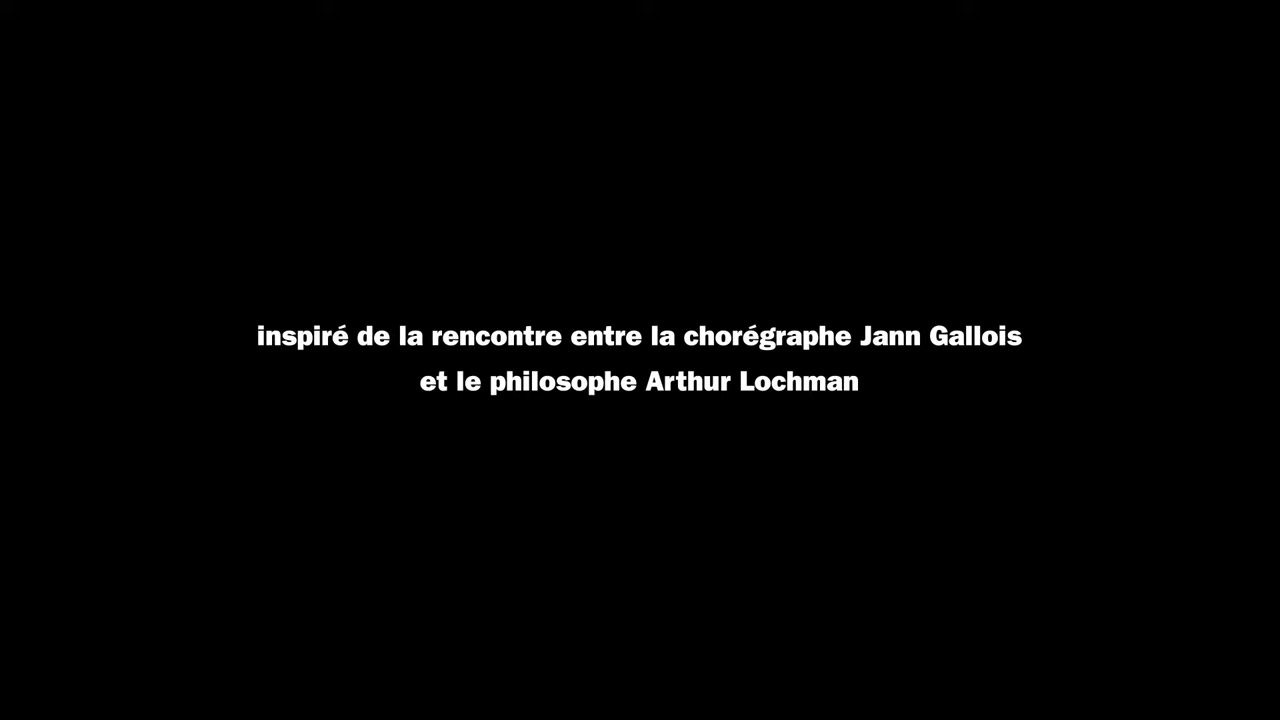 inspiré de la rencontre entre la chorégraphe Jann Gallois
et le philosophe Arthur Lochman